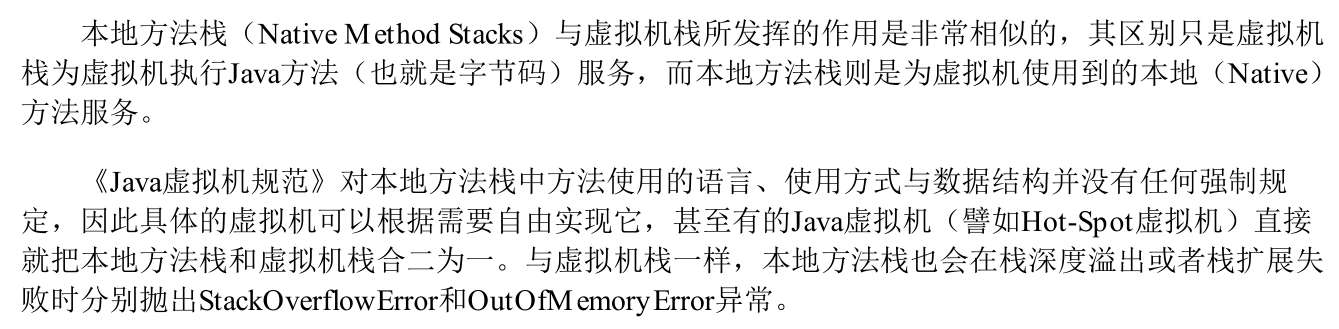 本地方法栈（Native Method Stacks）与虚拟机栈所发挥的作用是非常相似的，其区别只是虚拟机
栈为虚拟机执行Java方法（也就是字节码）服务，而本地方法栈则是为虚拟机使用到的本地（Native）
方法服务。
《Java虚拟机规范》对本地方法栈中方法使用的语言、使用方式与数据结构并没有任何强制规
定，因此具体的虚拟机可以根据需要自由实现它，甚至有的Java虚拟机（譬如Hot-Spot虚拟机）直接
就把本地方法栈和虚拟机栈合二为一。与虚拟机栈一样，本地方法栈也会在栈深度溢出或者栈扩展失
败时分别抛出StackOverflowError和OutOfMemoryError异常。